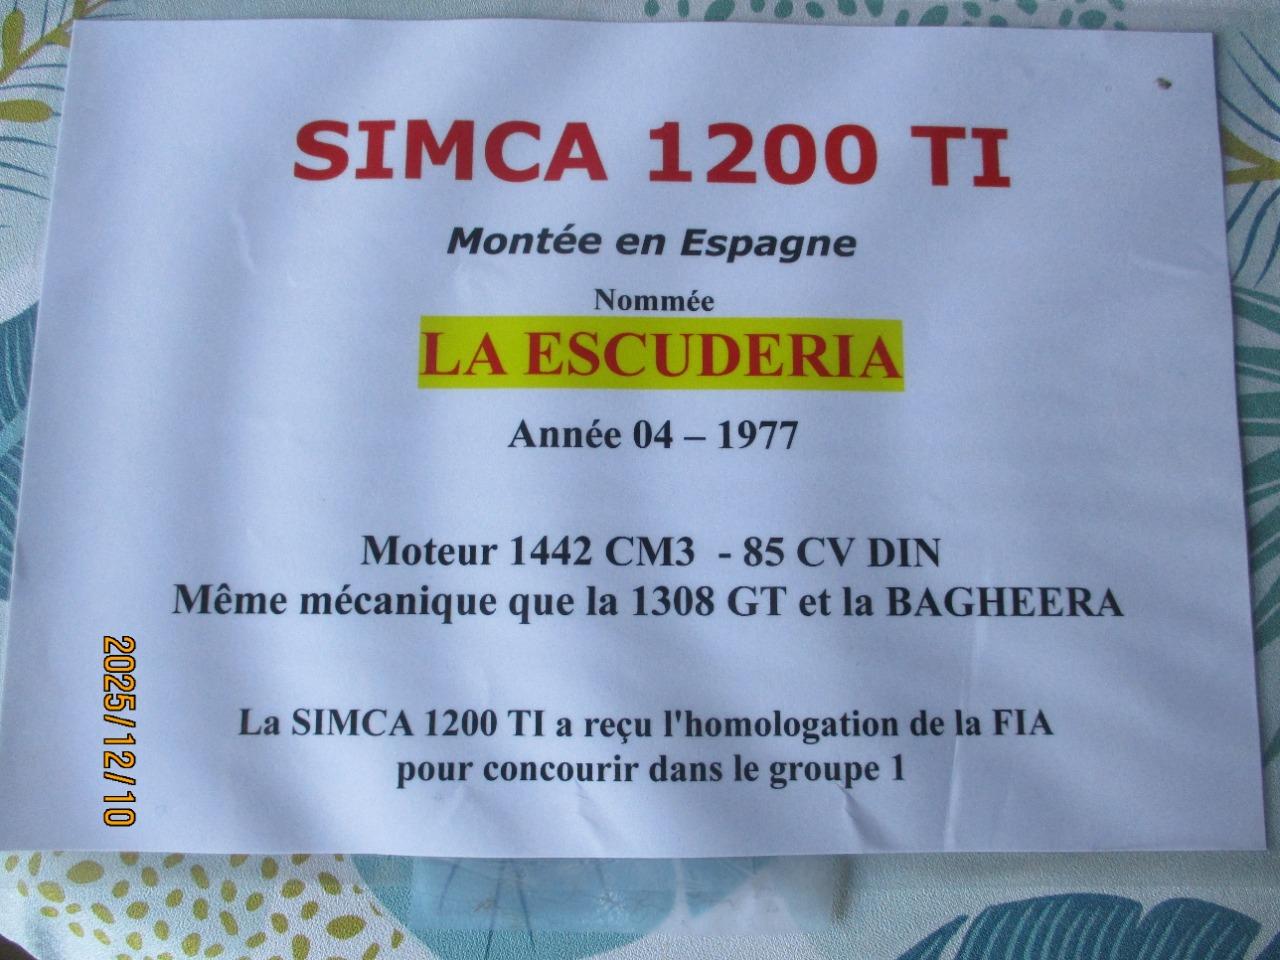 SIMCA 1200 TI
Montée en Espagne
Nommée
LA ESCUDERIA
Année 04 – 1977
Moteur 1442 CM3 - 85 CV DIN
Même mécanique que la 1308 GT et la BAGHEERA
La SIMCA 1200 TI a reçu l'homologation de la FIA
pour concourir dans le groupe 1
2025/12/10